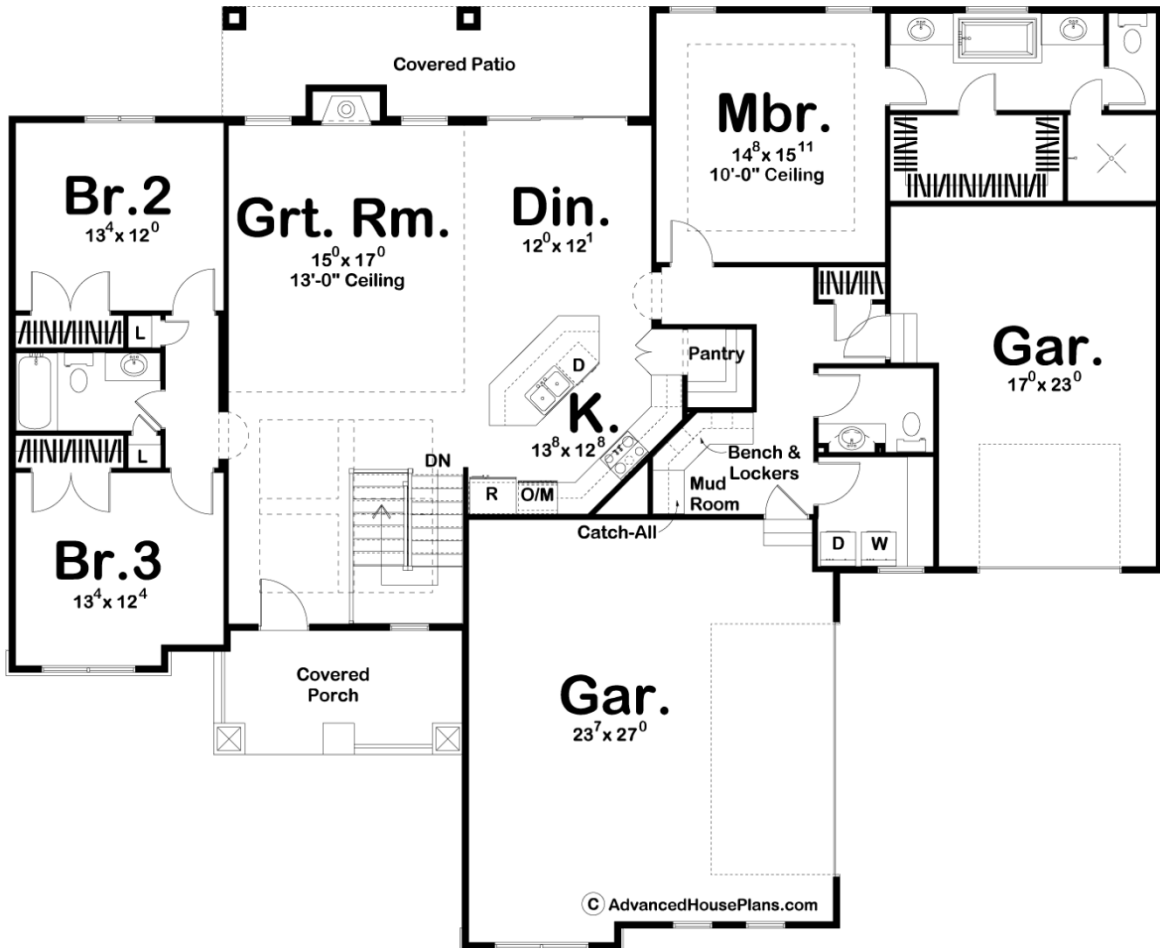 Covered Patio
Mbr.
14⁸ x 15¹¹
10'-0" Ceiling
Br.2
13⁴ x 12⁰
Grt. Rm.
15⁰ x 17⁰
13'-0" Ceiling
Din.
12⁰ x 12¹
L
L
D
Pantry
Gar.
17⁰ x 23⁰
K.
13⁸ x 12⁸
DN
R
O/M
Bench &
Lockers
Mud
Room
Catch-All
D
W
Br.3
13⁴ x 12⁴
Covered
Porch
Gar.
23⁷ x 27⁰
© AdvancedHousePlans.com